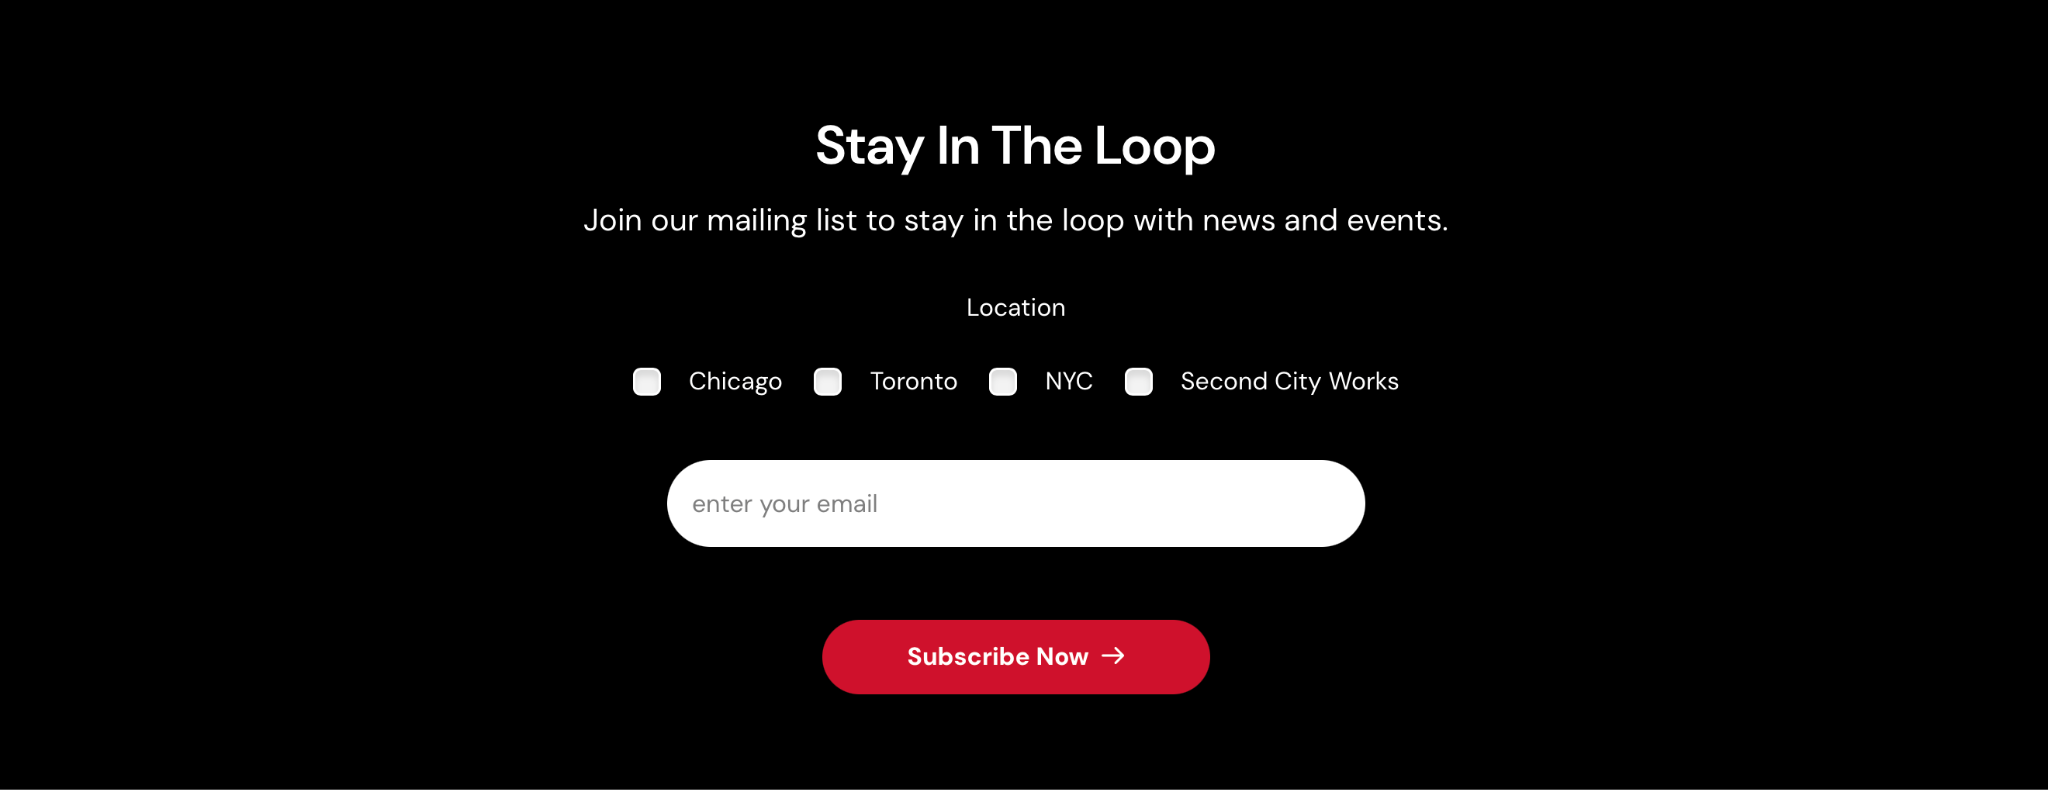 Stay In The Loop
Join our mailing list to stay in the loop with news and events.
Location
Chicago Toronto NYC Second City Works
enter your email
Subscribe Now →